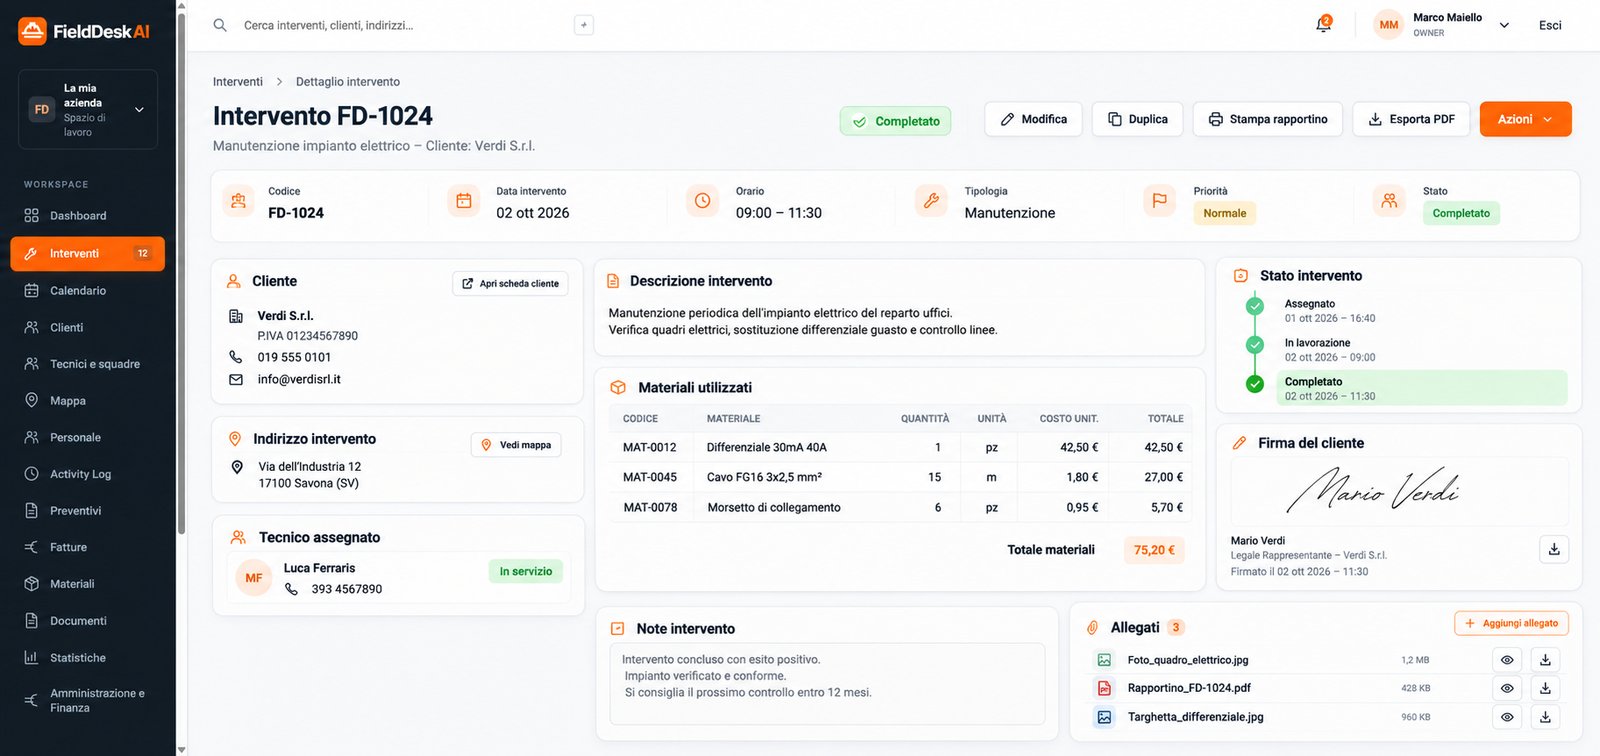 FieldDeskAI
FD
La mia
azienda
Spazio di
lavoro
WORKSPACE
Dashboard
Interventi 12
Calendario
Clienti
Tecnici e squadre
Mappa
Personale
Activity Log
Preventivi
Fatture
Materiali
Documenti
Statistiche
Amministrazione e
Finanza
Cerca interventi, clienti, indirizzi...
2
MM
Marco Maiello
OWNER
Esci
Interventi > Dettaglio intervento
Intervento FD-1024
Manutenzione impianto elettrico – Cliente: Verdi S.r.l.
Completato
Modifica
Duplica
Stampa rapportino
Esporta PDF
Azioni
Codice
FD-1024
Data intervento
02 ott 2026
Orario
09:00 – 11:30
Tipologia
Manutenzione
Priorità
Normale
Stato
Completato
Cliente
Apri scheda cliente
Verdi S.r.l.
P.IVA 01234567890
019 555 0101
info@verdisrl.it
Indirizzo intervento
Vedi mappa
Via dell'Industria 12
17100 Savona (SV)
Tecnico assegnato
MF
Luca Ferraris
393 4567890
In servizio
Descrizione intervento
Manutenzione periodica dell'impianto elettrico del reparto uffici.
Verifica quadri elettrici, sostituzione differenziale guasto e controllo linee.
Materiali utilizzati
CODICE MATERIALE QUANTITÀ UNITÀ COSTO UNIT. TOTALE
MAT-0012 Differenziale 30mA 40A 1 pz 42,50 € 42,50 €
MAT-0045 Cavo FG16 3x2,5 mm² 15 m 1,80 € 27,00 €
MAT-0078 Morsetto di collegamento 6 pz 0,95 € 5,70 €
Totale materiali 75,20 €
Note intervento
Intervento concluso con esito positivo.
Impianto verificato e conforme.
Si consiglia il prossimo controllo entro 12 mesi.
Stato intervento
Assegnato
01 ott 2026 – 16:40
In lavorazione
02 ott 2026 – 09:00
Completato
02 ott 2026 – 11:30
Firma del cliente
Mario Verdi
Mario Verdi
Legale Rappresentante – Verdi S.r.l.
Firmato il 02 ott 2026 – 11:30
Allegati 3
+ Aggiungi allegato
Foto_quadro_elettrico.jpg 1,2 MB
Rapportino_FD-1024.pdf 428 KB
Targhetta_differenziale.jpg 960 KB